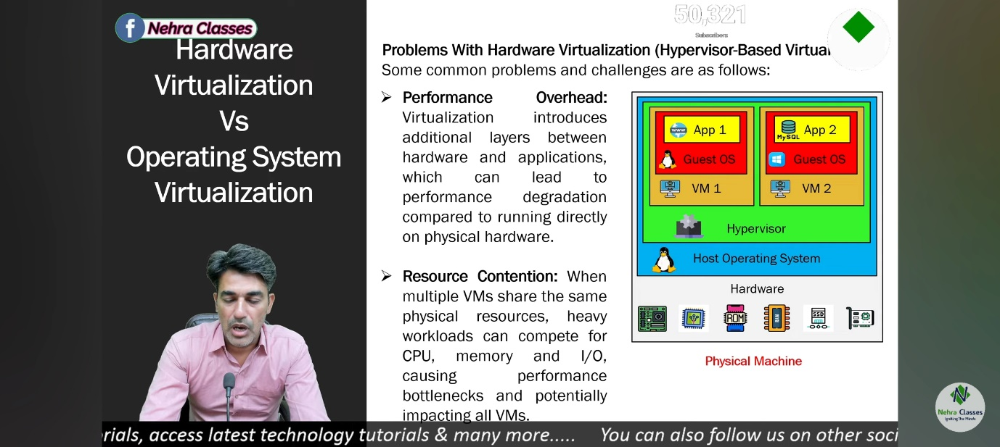 Nehra Classes
Hardware
Virtualization
Vs
Operating System
Virtualization
50,321
Subscribers
Problems With Hardware Virtualization (Hypervisor-Based
Some common problems and challenges are as follows:
Performance Overhead:
Virtualization introduces
additional layers between
hardware and applications,
which can lead to
performance degradation
compared to running directly
on physical hardware.
Resource Contention: When
multiple VMs share the same
physical resources, heavy
workloads can compete for
CPU, memory and I/O,
causing performance
bottlenecks and potentially
impacting all VMs.
www App 1
MySQL App 2
Guest OS
Guest OS
VM 1
VM 2
Hypervisor
Host Operating System
Hardware
ROM
RAM
SSD
Physical Machine
N
Nehra Classes
Igniting The Minds
rials, access latest technology tutorials & many more..... You can also follow us on other soci